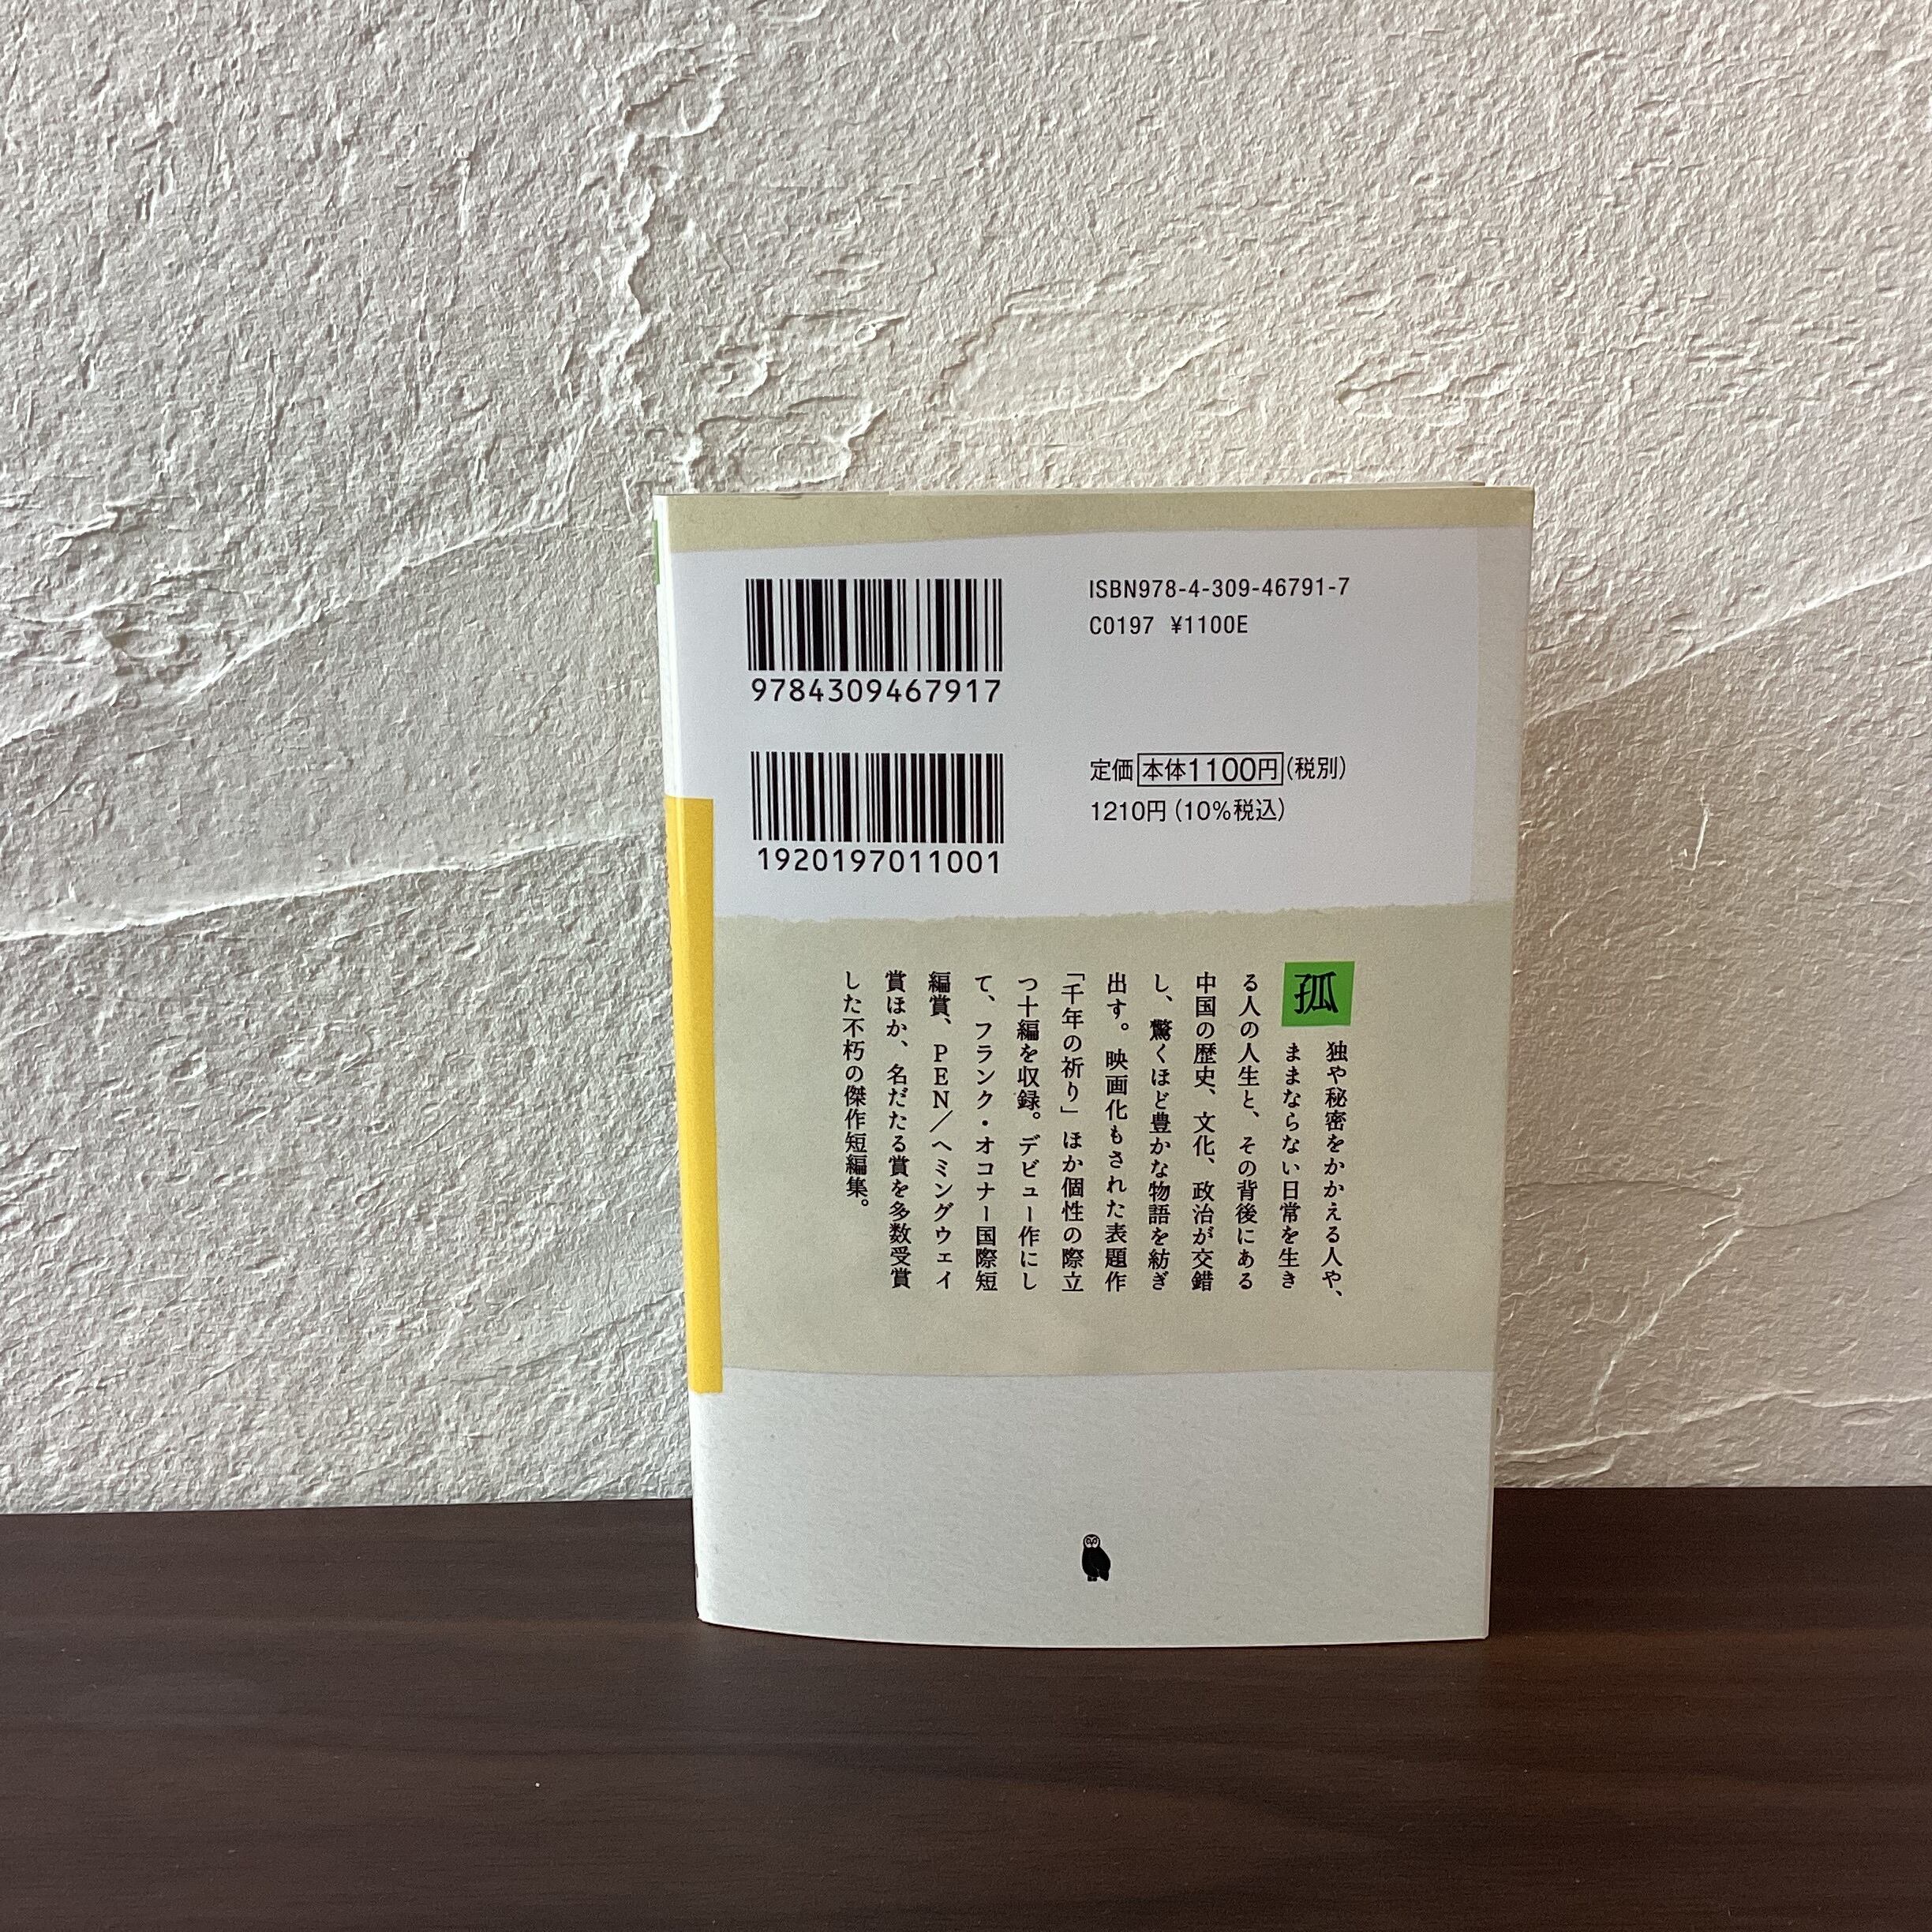 ISBN978-4-309-46791-7
C0197 ¥1100E
9784309467917
定価 本体1100円(税別)
1210円(10%税込)
1920197011001
孤独や秘密をかかえる人や、
ままならない日常を生き
る人の人生と、その背後にある
中国の歴史、文化、政治が交錯
し、驚くほど豊かな物語を紡ぎ
出す。映画化もされた表題作
「千年の祈り」ほか個性の際立
つ十編を収録。デビュー作にし
て、フランク・オコナー国際短
編賞、PEN/ヘミングウェイ
賞ほか、名だたる賞を多数受賞
した不朽の傑作短編集。